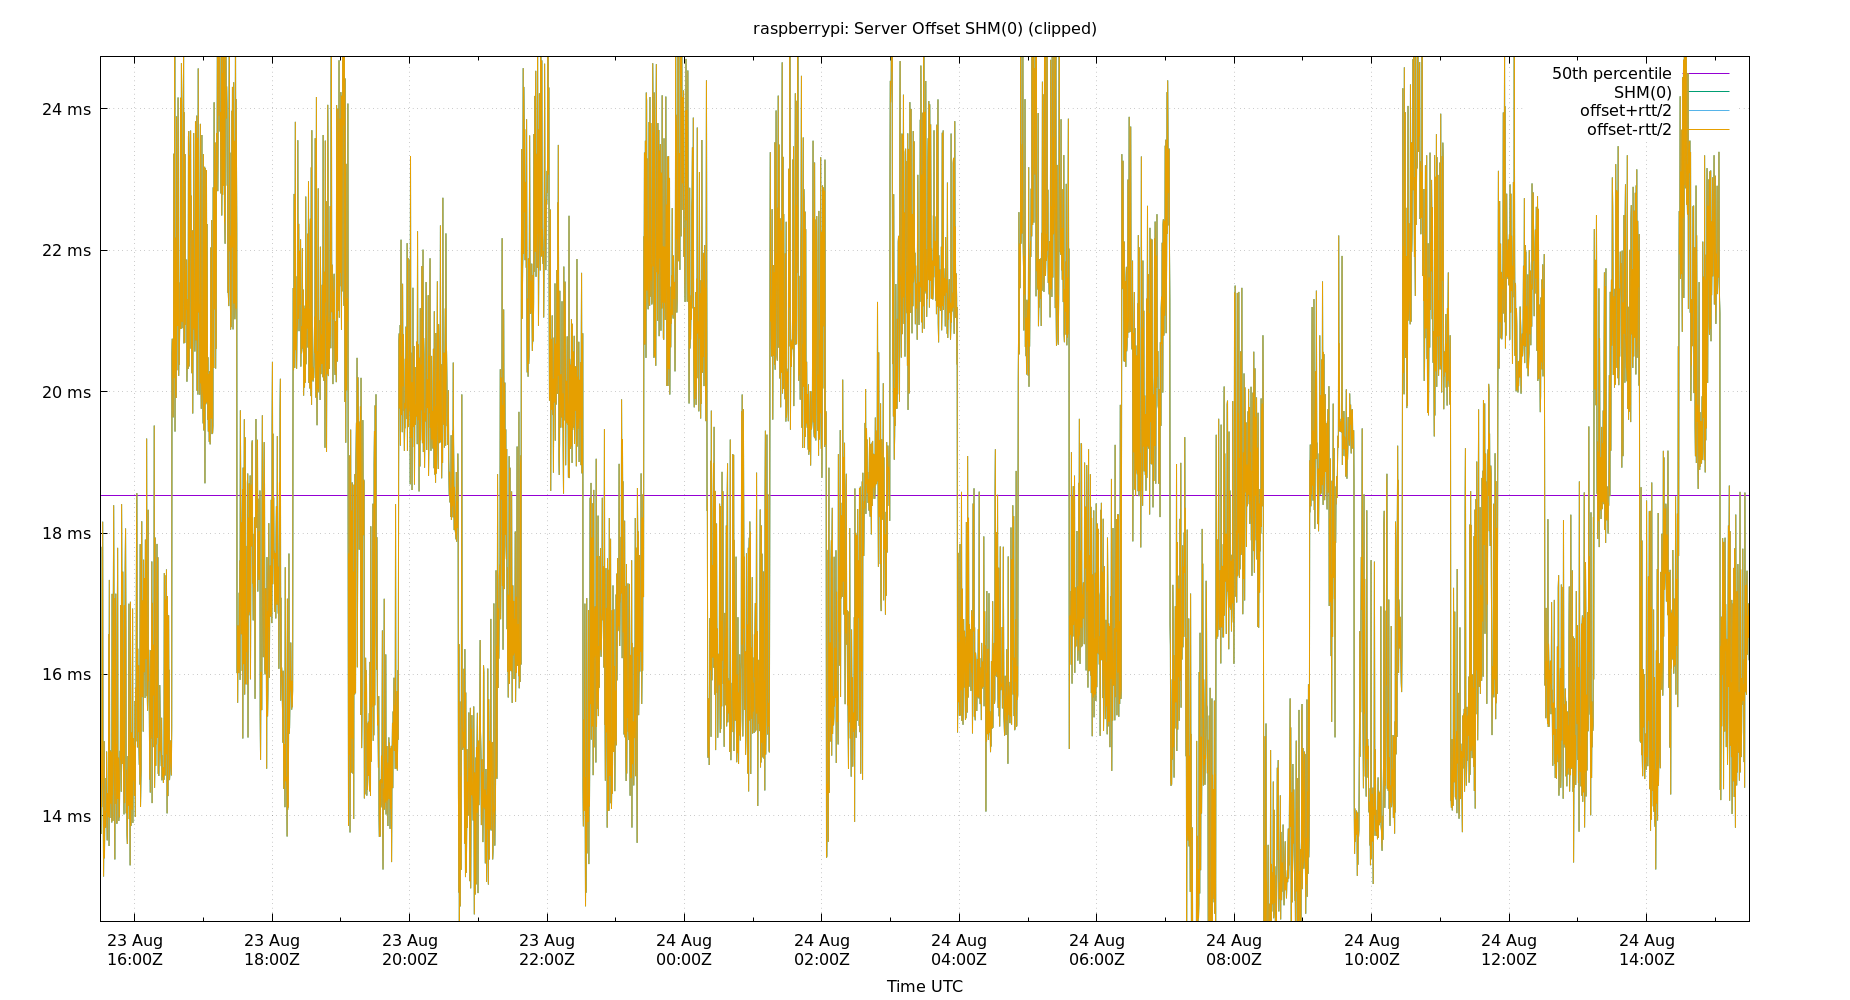 raspberrypi: Server Offset SHM(0) (clipped)
50th percentile
SHM(0)
offset+rtt/2
offset-rtt/2
24 ms
22 ms
20 ms
18 ms
16 ms
14 ms
23 Aug 23 Aug 23 Aug 23 Aug 24 Aug 24 Aug 24 Aug 24 Aug 24 Aug 24 Aug 24 Aug 24 Aug
16:00Z 18:00Z 20:00Z 22:00Z 00:00Z 02:00Z 04:00Z 06:00Z 08:00Z 10:00Z 12:00Z 14:00Z
Time UTC